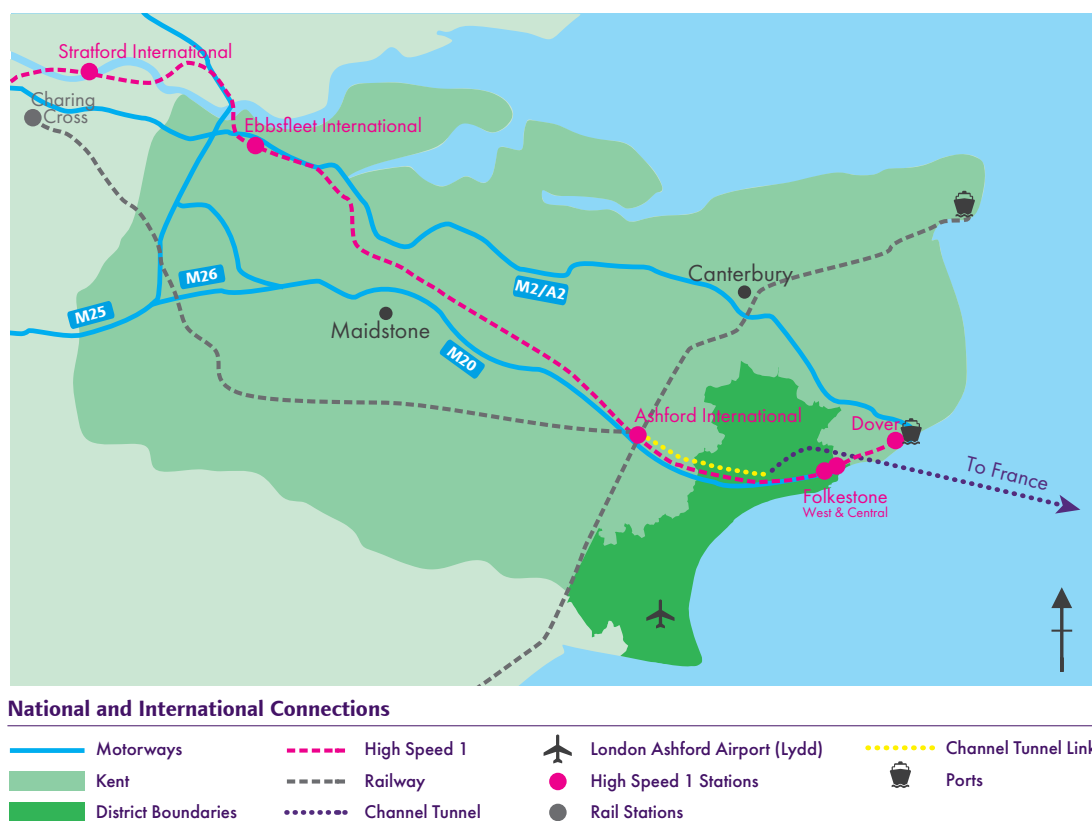 Stratford International
Charing
Cross
Ebbsfleet International
M26
M25
M2/A2
Canterbury
Maidstone
M20
Ashford International
Dover
To France
Folkestone
West & Central
National and International Connections
Motorways
High Speed 1
London Ashford Airport (Lydd)
Channel Tunnel Link
Kent
Railway
High Speed 1 Stations
Ports
District Boundaries
Channel Tunnel
Rail Stations